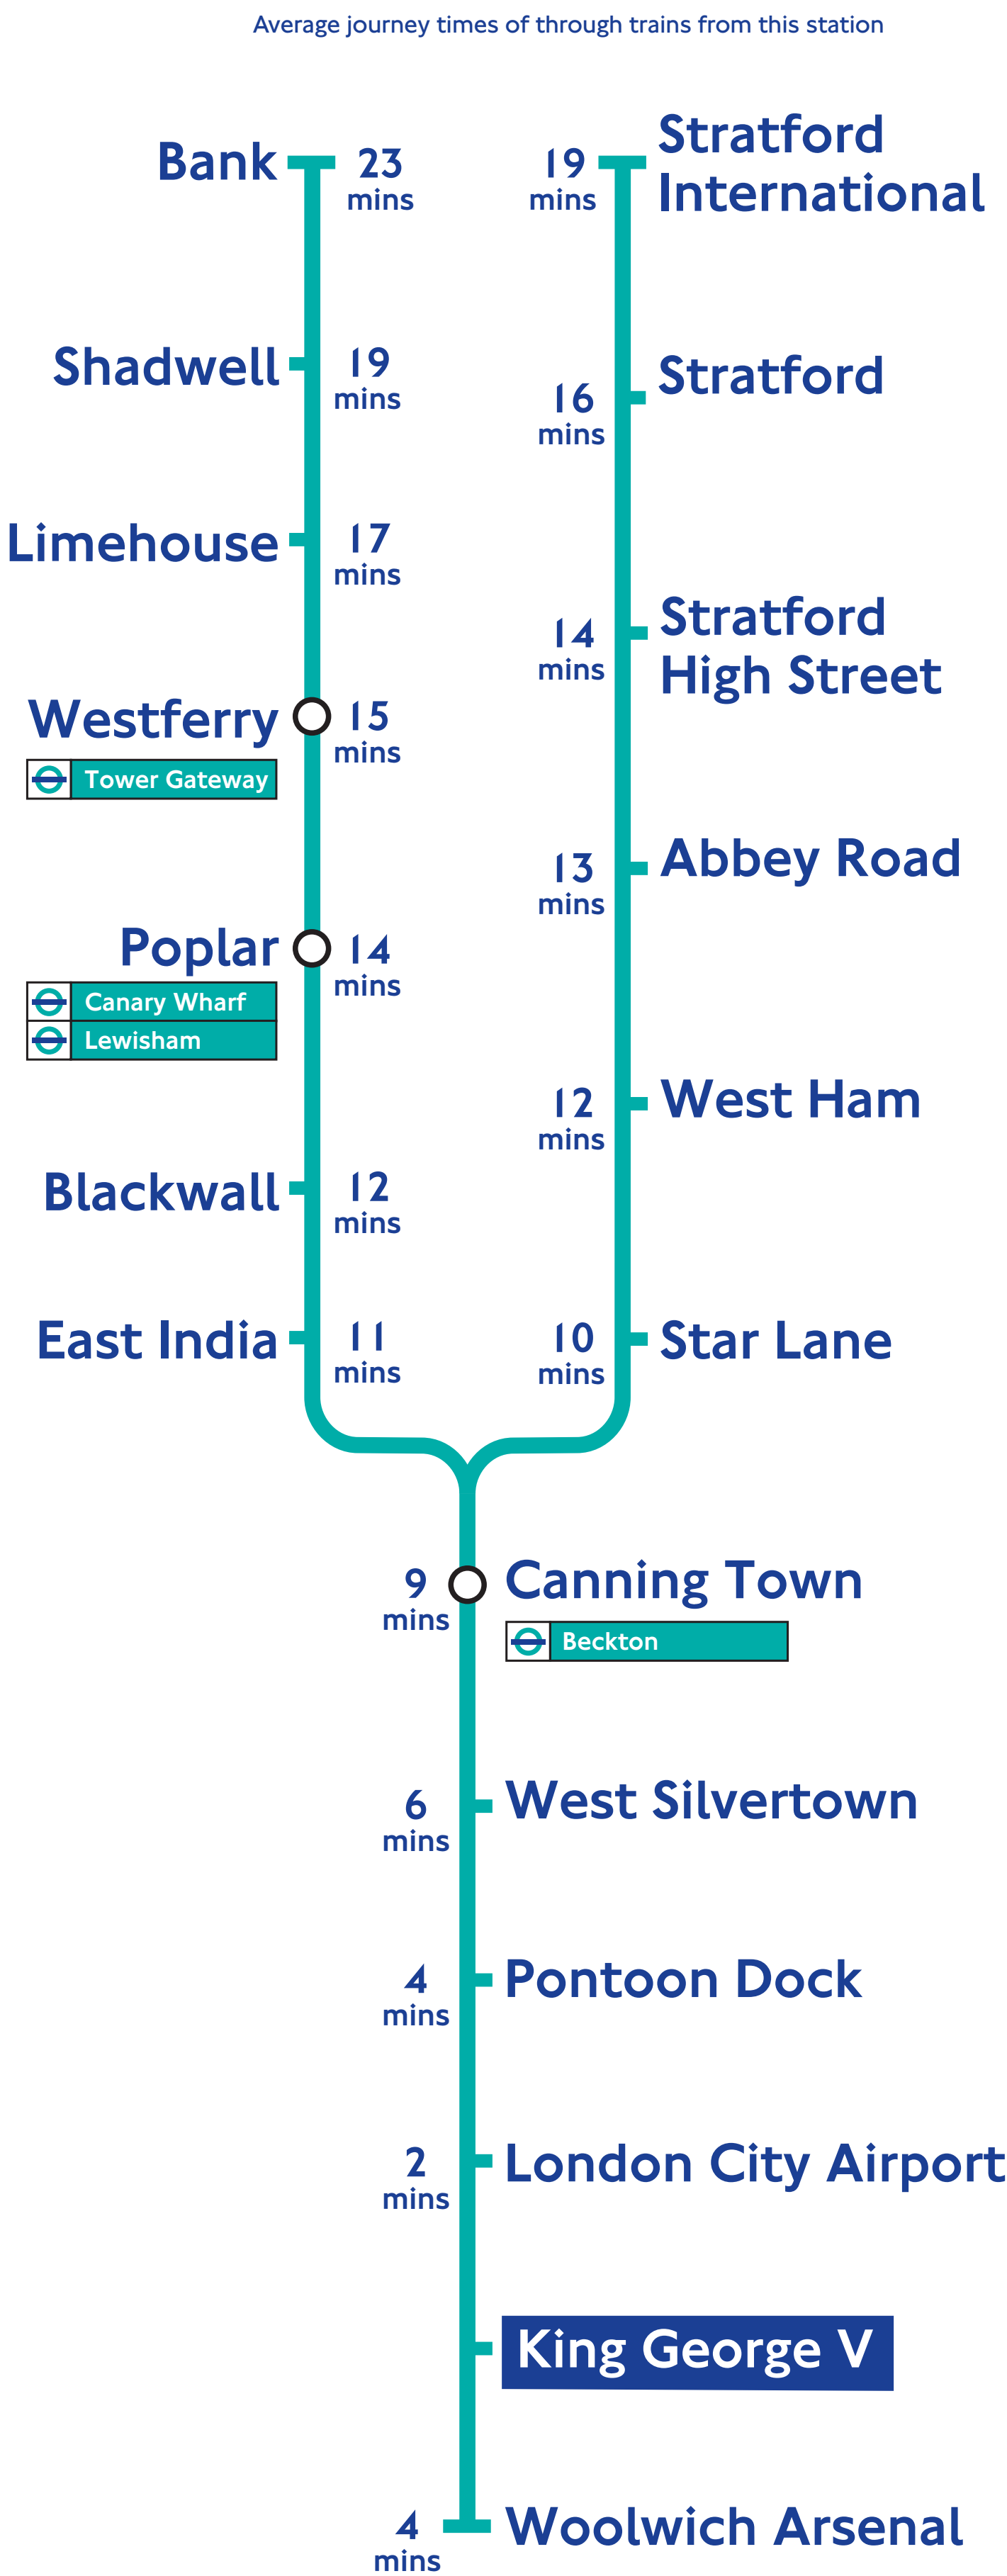 Average journey times of through trains from this station
Bank
23
mins
Shadwell
19
mins
Limehouse
17
mins
Westferry
15
mins
Tower Gateway
Poplar
14
mins
Canary Wharf
Lewisham
Blackwall
12
mins
East India
11
mins
19
mins
Stratford
International
16
mins
Stratford
14
mins
Stratford
High Street
13
mins
Abbey Road
12
mins
West Ham
10
mins
Star Lane
9
mins
Canning Town
Beckton
6
mins
West Silvertown
4
mins
Pontoon Dock
2
mins
London City Airport
King George V
4
mins
Woolwich Arsenal